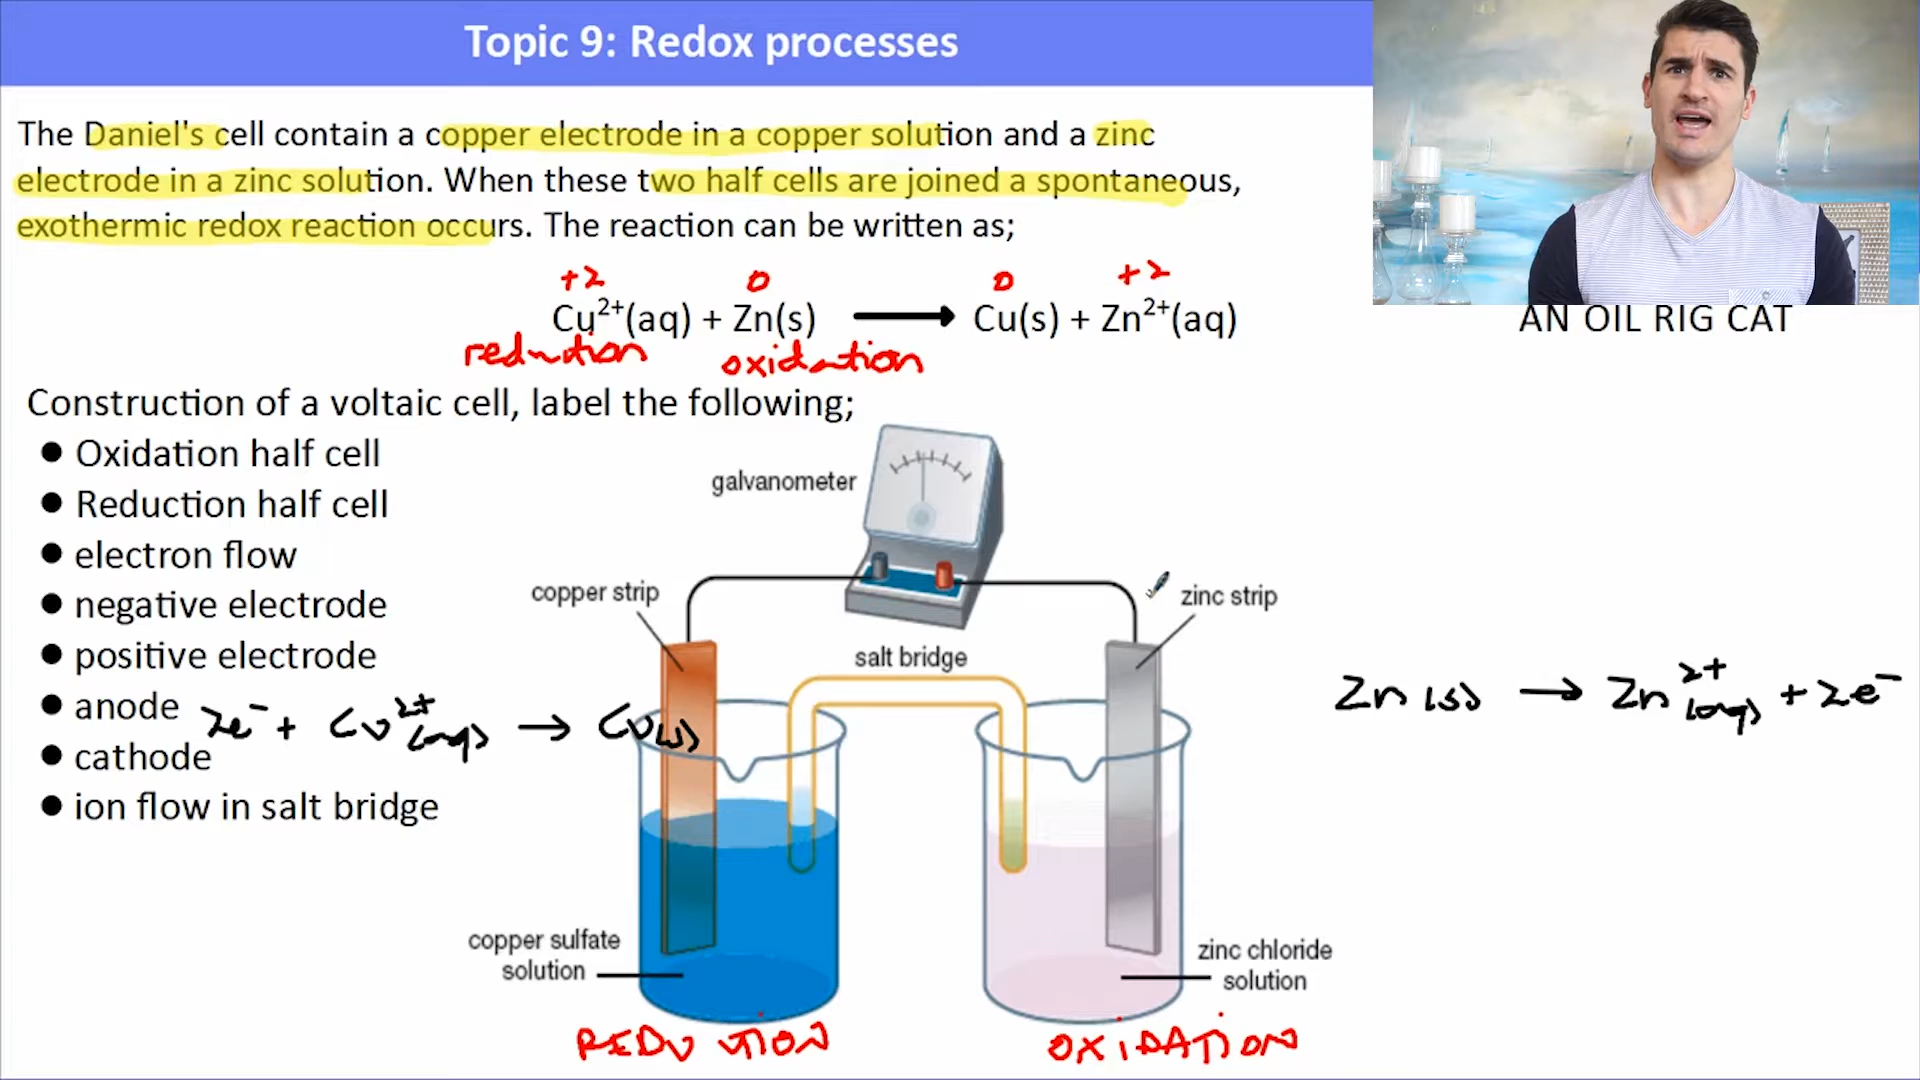 Topic 9: Redox processes
The Daniel's cell contain a copper electrode in a copper solution and a zinc
electrode in a zinc solution. When these two half cells are joined a spontaneous,
exothermic redox reaction occurs. The reaction can be written as;
+2 0 0 +2
Cu²⁺(aq) + Zn(s) ⟶ Cu(s) + Zn²⁺(aq)
AN OIL RIG CAT
reduction oxidation
Construction of a voltaic cell, label the following;
● Oxidation half cell
● Reduction half cell
● electron flow
● negative electrode
● positive electrode
● anode
● cathode
● ion flow in salt bridge
galvanometer
copper strip
zinc strip
salt bridge
2e⁻ + Cu²⁺(aq) → Cu(s)
Zn(s) → Zn²⁺(aq) + 2e⁻
copper sulfate
solution
zinc chloride
solution
REDUCTION
OXIDATION